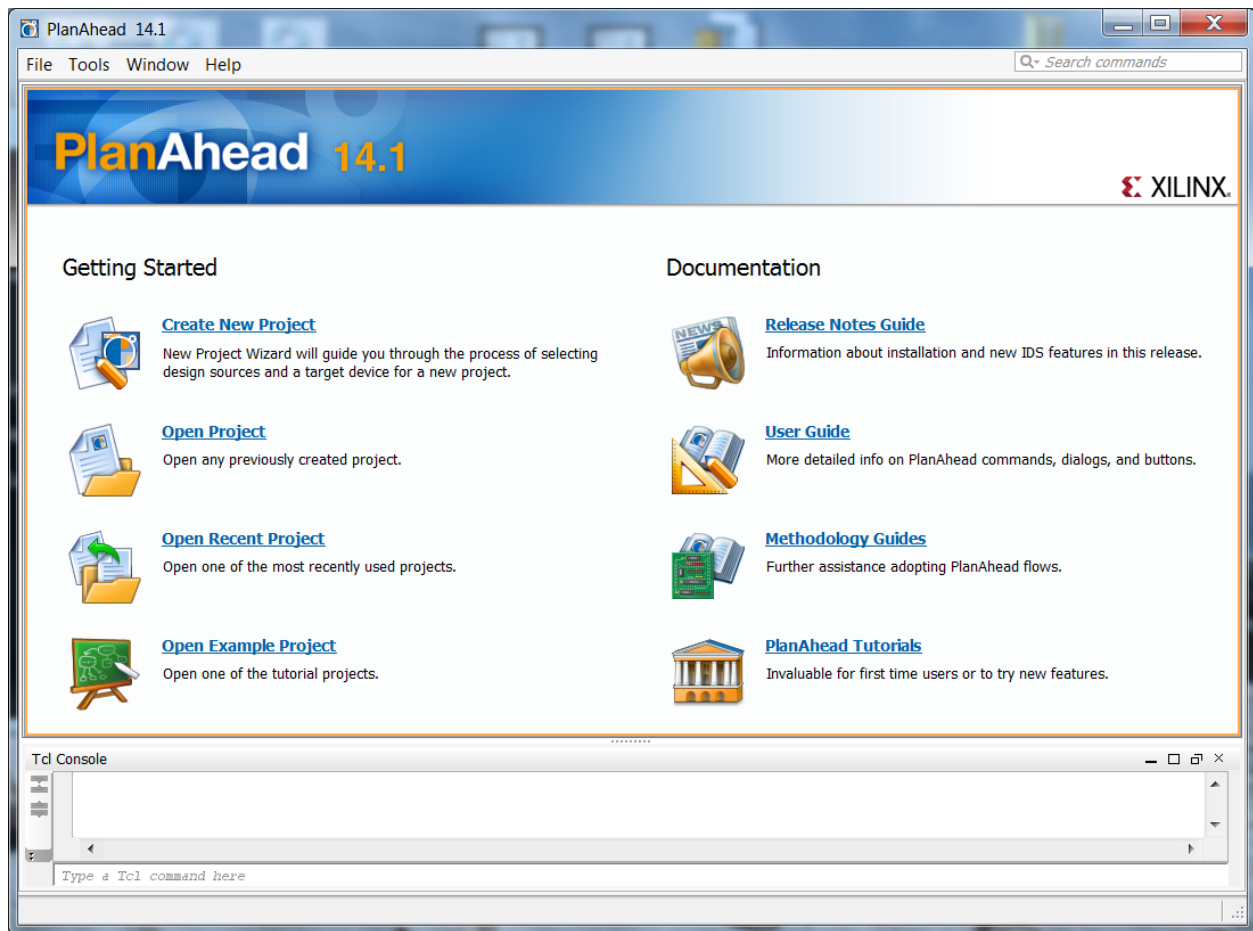 PlanAhead 14.1
File Tools Window Help
Search commands
PlanAhead 14.1
XILINX.
Getting Started
Create New Project
New Project Wizard will guide you through the process of selecting
design sources and a target device for a new project.
Open Project
Open any previously created project.
Open Recent Project
Open one of the most recently used projects.
Open Example Project
Open one of the tutorial projects.
Documentation
NEWS
Release Notes Guide
Information about installation and new IDS features in this release.
User Guide
More detailed info on PlanAhead commands, dialogs, and buttons.
Methodology Guides
Further assistance adopting PlanAhead flows.
PlanAhead Tutorials
Invaluable for first time users or to try new features.
Tcl Console
Type a Tcl command here